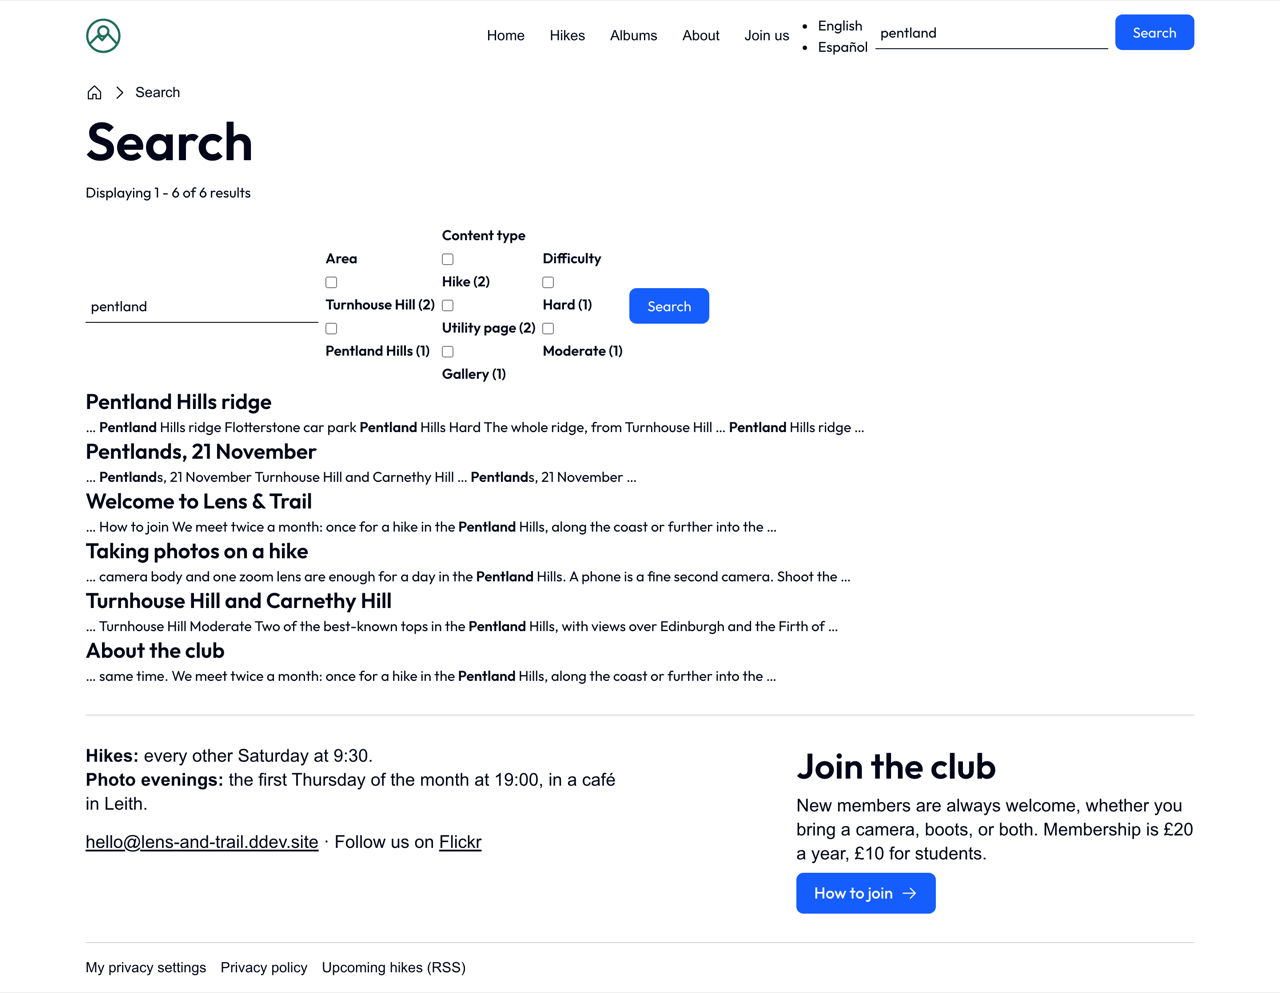 Home Hikes Albums About Join us
English
Español
pentland
Search
Search
Search
Displaying 1 - 6 of 6 results
pentland
Area
Turnhouse Hill (2)
Pentland Hills (1)
Content type
Hike (2)
Utility page (2)
Gallery (1)
Difficulty
Hard (1)
Moderate (1)
Search
Pentland Hills ridge
... Pentland Hills ridge Flotterstone car park Pentland Hills Hard The whole ridge, from Turnhouse Hill ... Pentland Hills ridge ...
Pentlands, 21 November
... Pentlands, 21 November Turnhouse Hill and Carnethy Hill ... Pentlands, 21 November ...
Welcome to Lens & Trail
... How to join We meet twice a month: once for a hike in the Pentland Hills, along the coast or further into the ...
Taking photos on a hike
... camera body and one zoom lens are enough for a day in the Pentland Hills. A phone is a fine second camera. Shoot the ...
Turnhouse Hill and Carnethy Hill
... Turnhouse Hill Moderate Two of the best-known tops in the Pentland Hills, with views over Edinburgh and the Firth of ...
About the club
... same time. We meet twice a month: once for a hike in the Pentland Hills, along the coast or further into the ...
Hikes: every other Saturday at 9:30.
Photo evenings: the first Thursday of the month at 19:00, in a café
in Leith.
hello@lens-and-trail.ddev.site · Follow us on Flickr
Join the club
New members are always welcome, whether you
bring a camera, boots, or both. Membership is £20
a year, £10 for students.
How to join
My privacy settings Privacy policy Upcoming hikes (RSS)